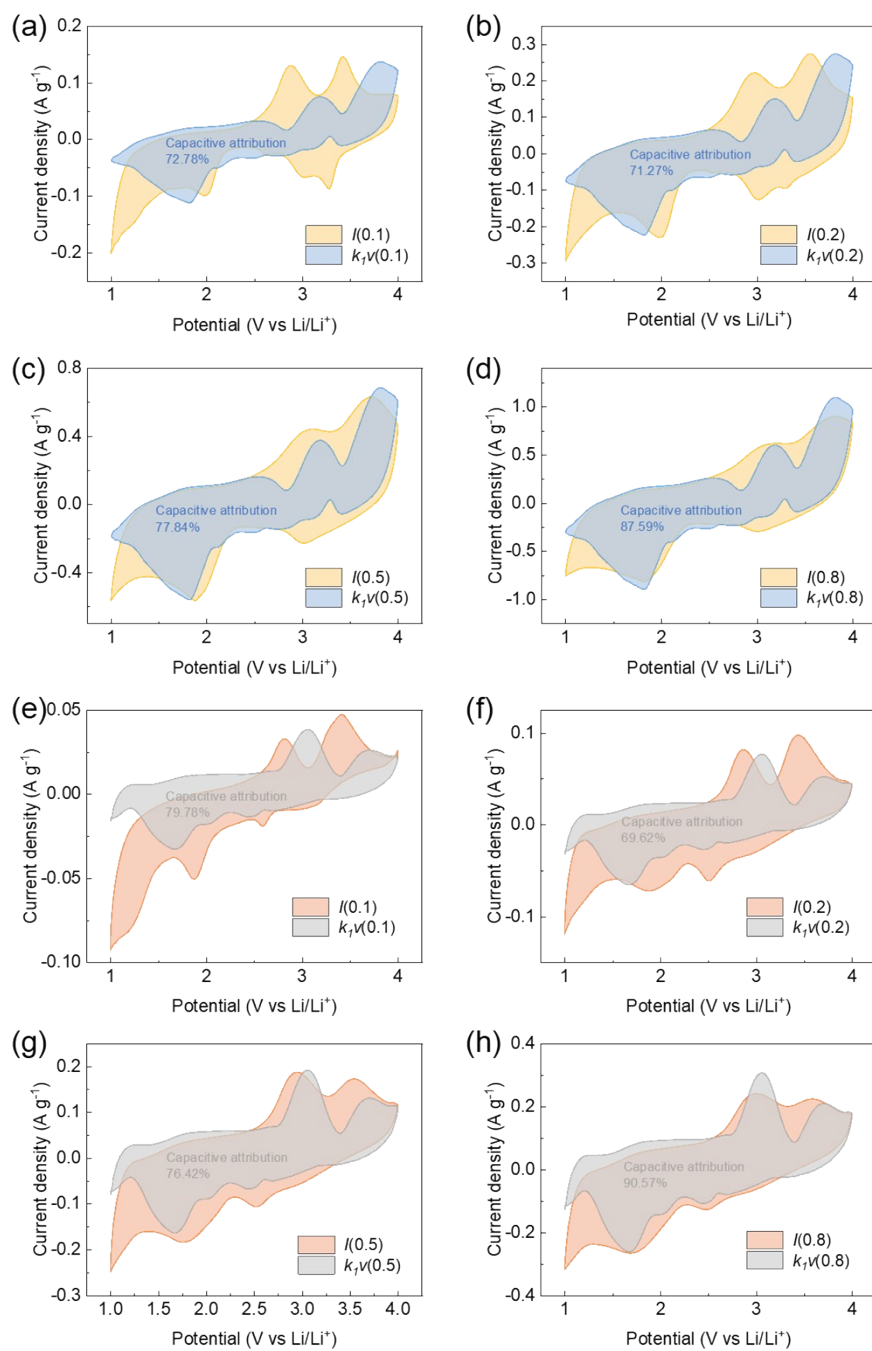 (a)
Current density (A g⁻¹)
0.2
0.1
0.0
-0.1
-0.2
Capacitive attribution
72.78%
I(0.1)
k₁v(0.1)
1 2 3 4
Potential (V vs Li/Li⁺)
(b)
Current density (A g⁻¹)
0.3
0.2
0.1
0.0
-0.1
-0.2
-0.3
Capacitive attribution
71.27%
I(0.2)
k₁v(0.2)
1 2 3 4
Potential (V vs Li/Li⁺)
(c)
Current density (A g⁻¹)
0.8
0.4
0.0
-0.4
Capacitive attribution
77.84%
I(0.5)
k₁v(0.5)
1 2 3 4
Potential (V vs Li/Li⁺)
(d)
Current density (A g⁻¹)
1.0
0.5
0.0
-0.5
-1.0
Capacitive attribution
87.59%
I(0.8)
k₁v(0.8)
1 2 3 4
Potential (V vs Li/Li⁺)
(e)
Current density (A g⁻¹)
0.05
0.00
-0.05
-0.10
Capacitive attribution
79.78%
I(0.1)
k₁v(0.1)
1 2 3 4
Potential (V vs Li/Li⁺)
(f)
Current density (A g⁻¹)
0.1
0.0
-0.1
Capacitive attribution
69.62%
I(0.2)
k₁v(0.2)
1 2 3 4
Potential (V vs Li/Li⁺)
(g)
Current density (A g⁻¹)
0.2
0.1
0.0
-0.1
-0.2
-0.3
Capacitive attribution
76.42%
I(0.5)
k₁v(0.5)
1.0 1.5 2.0 2.5 3.0 3.5 4.0
Potential (V vs Li/Li⁺)
(h)
Current density (A g⁻¹)
0.4
0.2
0.0
-0.2
-0.4
Capacitive attribution
90.57%
I(0.8)
k₁v(0.8)
1 2 3 4
Potential (V vs Li/Li⁺)